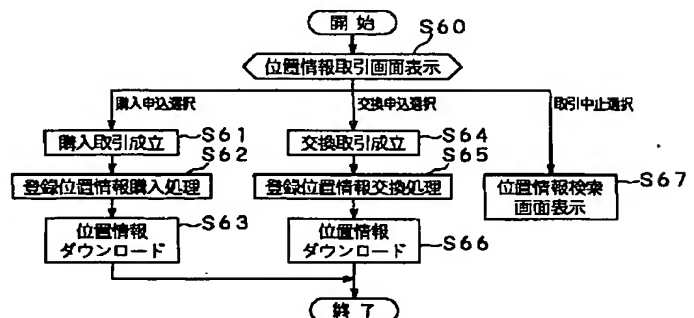 開始
S60
位置情報取引画面表示
購入申込選択
交換申込選択
取引中止選択
S61
購入取引成立
S62
登録位置情報購入処理
S63
位置情報
ダウンロード
S64
交換取引成立
S65
登録位置情報交換処理
S66
位置情報
ダウンロード
S67
位置情報検索
画面表示
終了